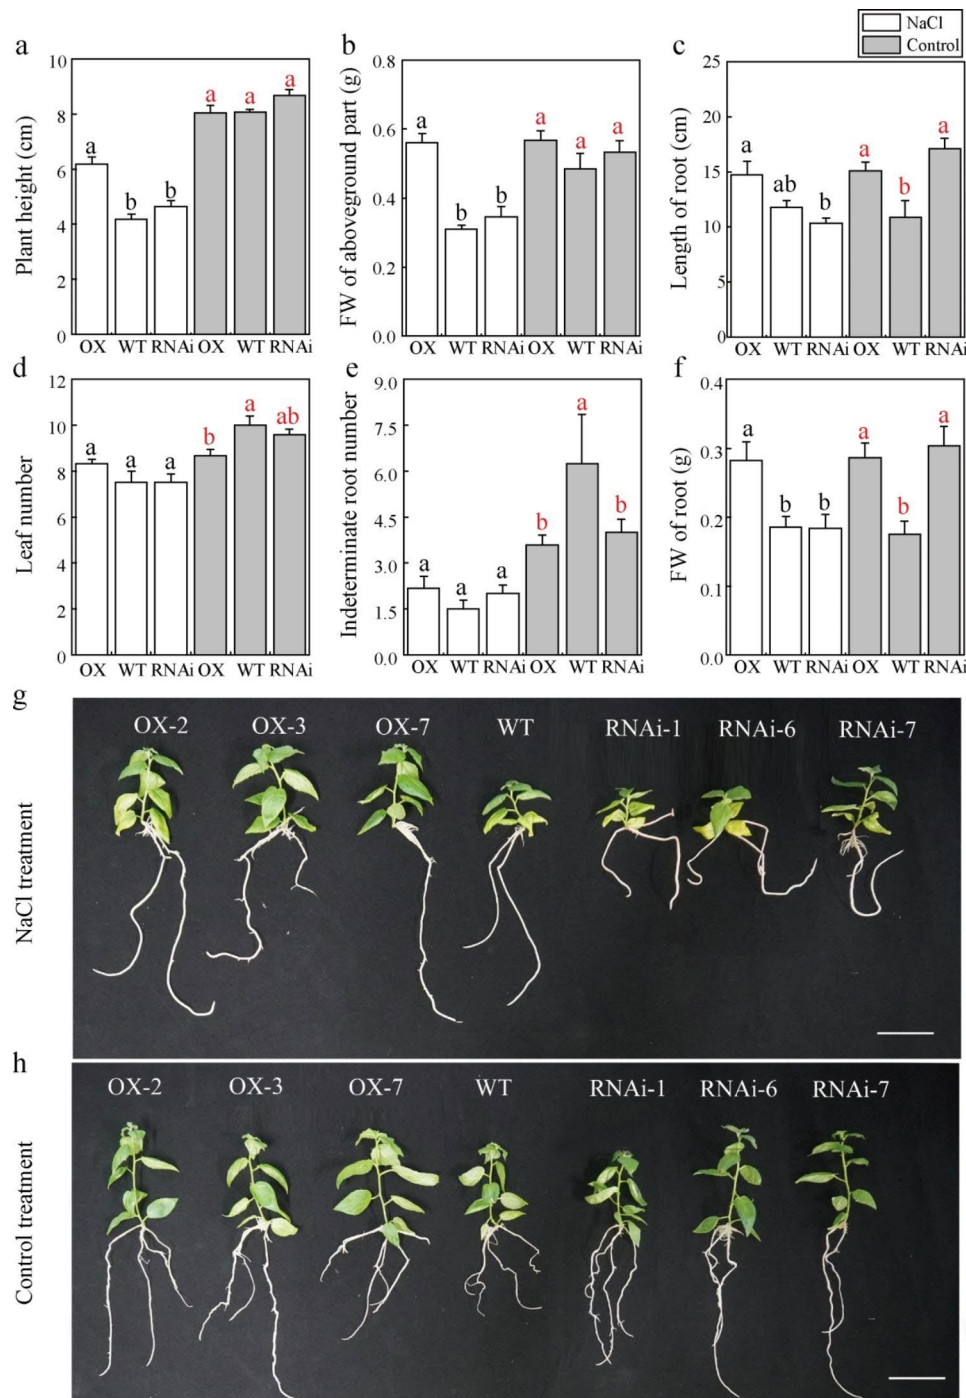 NaCl
Control
a
Plant height (cm)
10
8
6
4
2
0
a
b
b
a
a
a
OX WT RNAi OX WT RNAi
b
FW of aboveground part (g)
0.8
0.6
0.4
0.2
0.0
a
b
b
a
a
a
OX WT RNAi OX WT RNAi
c
Length of root (cm)
25
20
15
10
5
0
a
ab
b
a
b
a
OX WT RNAi OX WT RNAi
d
Leaf number
12
10
8
6
4
2
0
a
a
a
b
a
ab
OX WT RNAi OX WT RNAi
e
Indeterminate root number
9.0
7.5
6.0
4.5
3.0
1.5
0.0
a
a
a
b
a
b
OX WT RNAi OX WT RNAi
f
FW of root (g)
0.4
0.3
0.2
0.1
0.0
a
b
b
a
b
a
OX WT RNAi OX WT RNAi
g
NaCl treatment
OX-2 OX-3 OX-7 WT RNAi-1 RNAi-6 RNAi-7
h
Control treatment
OX-2 OX-3 OX-7 WT RNAi-1 RNAi-6 RNAi-7